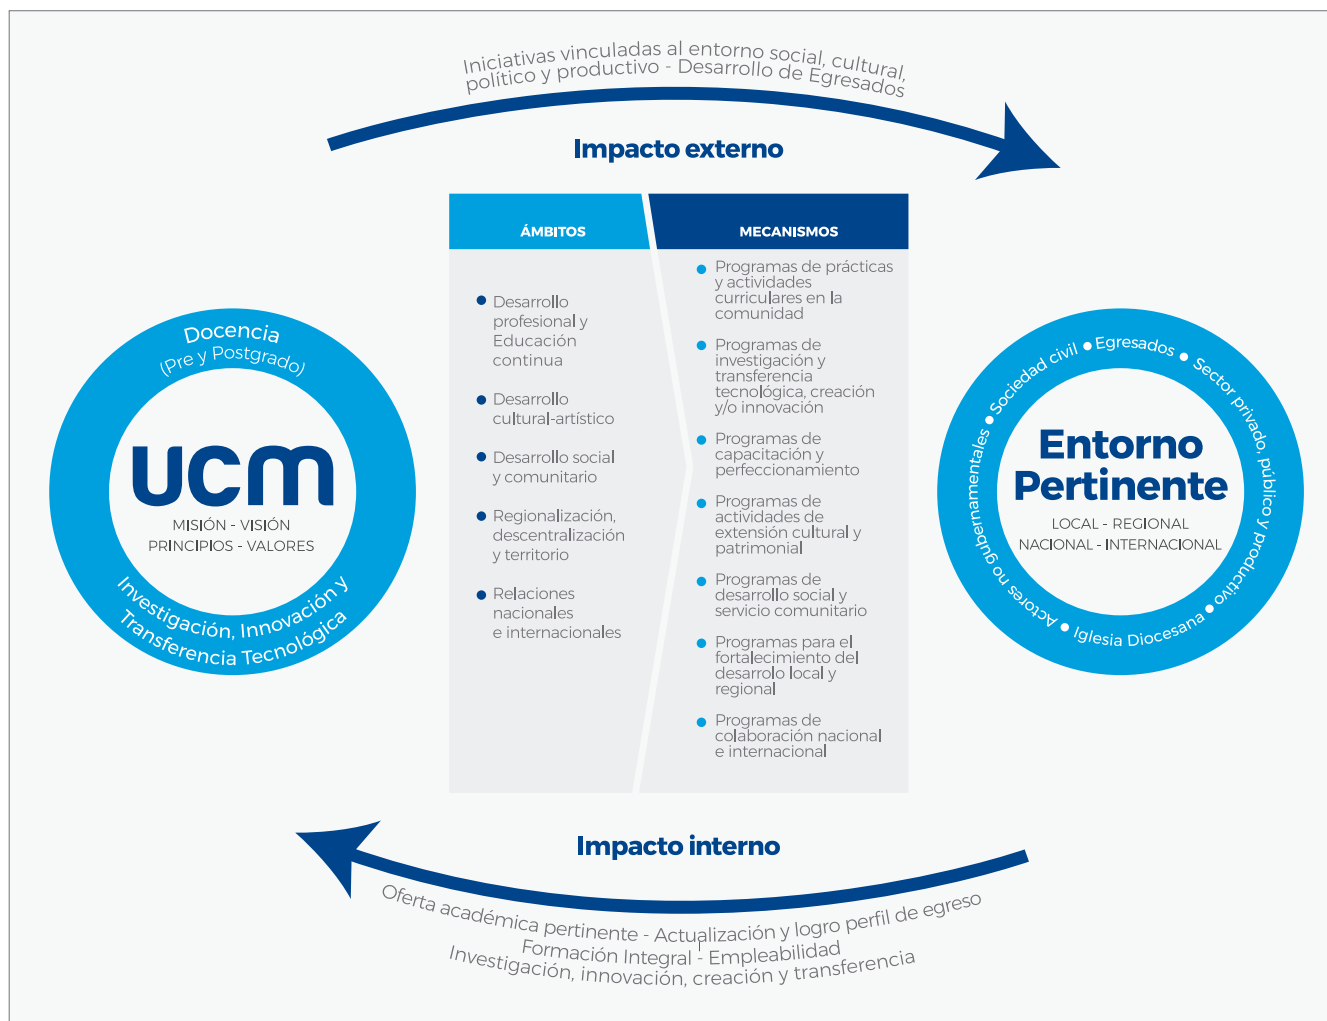 Iniciativas vinculadas al entorno social, cultural,
político y productivo - Desarrollo de Egresados
Impacto externo
ÁMBITOS
Desarrollo
profesional y
Educación
continua
Desarrollo
cultural-artístico
Desarrollo social
y comunitario
Regionalización,
descentralización
y territorio
Relaciones
nacionales
e internacionales
MECANISMOS
Programas de prácticas
y actividades
curriculares en la
comunidad
Programas de
investigación y
transferencia
tecnológica, creación
y/o innovación
Programas de
capacitación y
perfeccionamiento
Programas de
actividades de
extensión cultural y
patrimonial
Programas de
desarrollo social y
servicio comunitario
Programas para el
fortalecimiento del
desarrolo local y
regional
Programas de
colaboración nacional
e internacional
Docencia
(Pre y Postgrado)
ucm
MISIÓN - VISIÓN
PRINCIPIOS - VALORES
Investigación, Innovación y
Transferencia Tecnológica
Actores no gubernamentales • Sociedad civil • Egresados • Sector privado, público y productivo • Iglesia Diocesana •
Entorno
Pertinente
LOCAL - REGIONAL
NACIONAL - INTERNACIONAL
Impacto interno
Oferta académica pertinente - Actualización y logro perfil de egreso
Formación Integral - Empleabilidad
Investigación, innovación, creación y transferencia